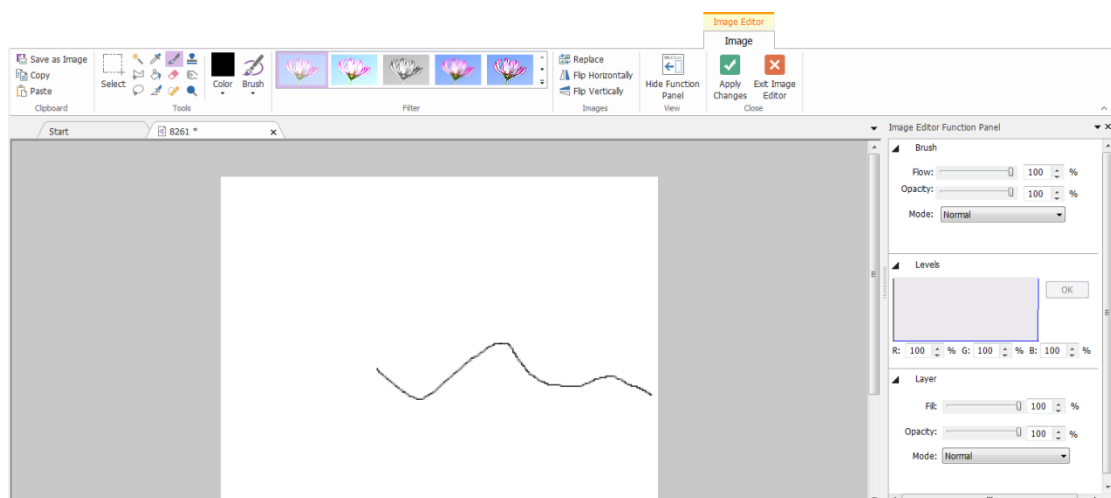 Image Editor
Image
Save as Image
Copy
Paste
Clipboard
Select
Tools
Color
Brush
Filter
Replace
Flip Horizontally
Flip Vertically
Images
Hide Function
Panel
View
Apply
Changes
Exit Image
Editor
Close
Start
8261 *
Image Editor Function Panel
Brush
Flow: 100 %
Opacity: 100 %
Mode: Normal
Levels
OK
R: 100 % G: 100 % B: 100 %
Layer
Fill: 100 %
Opacity: 100 %
Mode: Normal